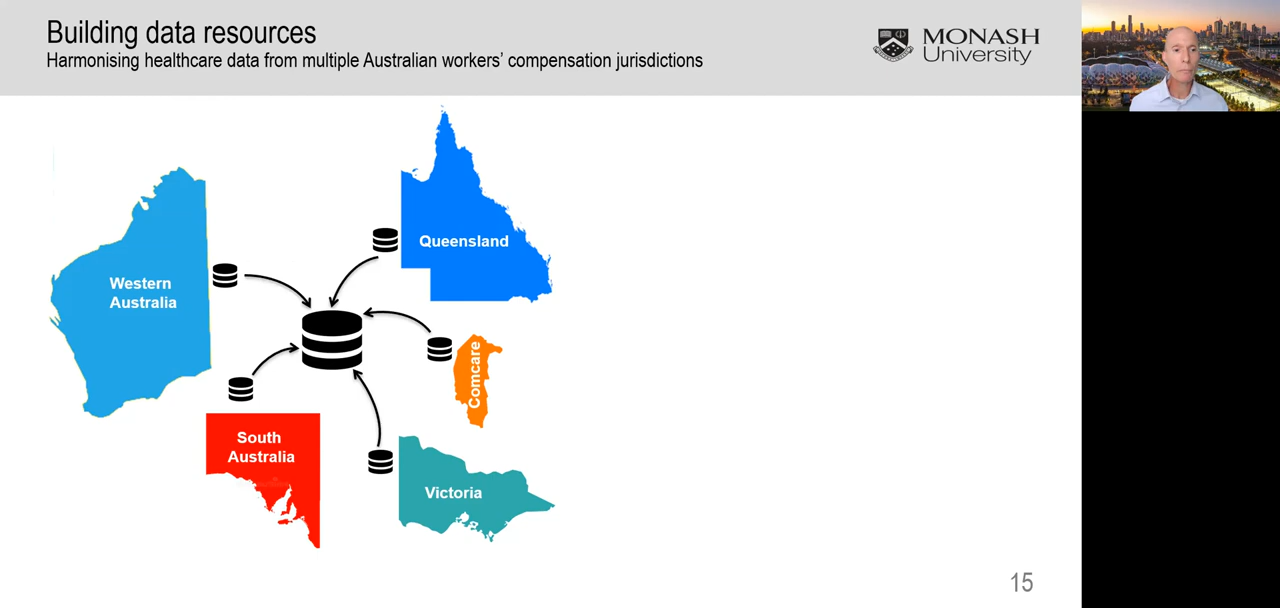 Building data resources
Harmonising healthcare data from multiple Australian workers' compensation jurisdictions
MONASH
University
Queensland
Western
Australia
Comcare
South
Australia
Victoria
15